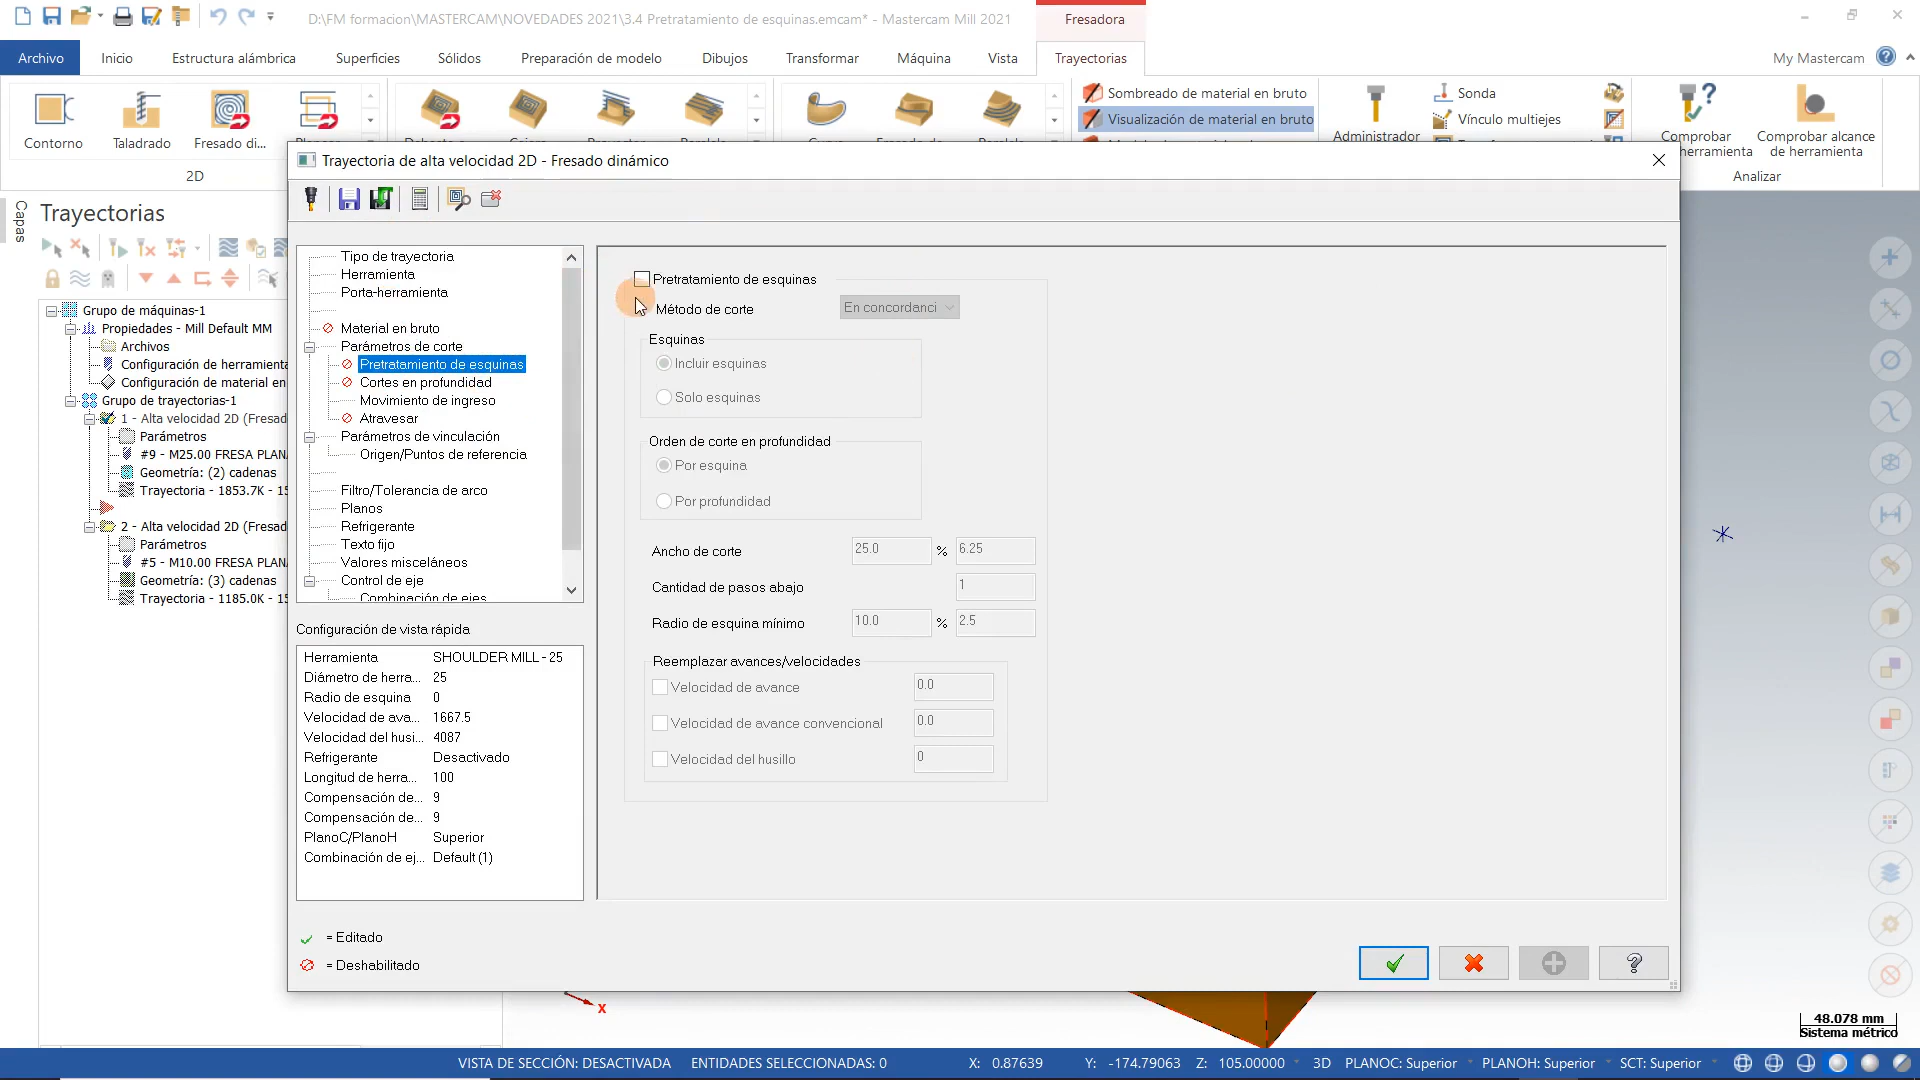 D:\FM formacion\MASTERCAM\NOVEDADES 2021\3.4 Pretratamiento de esquinas.emcam* - Mastercam Mill 2021
Fresadora
Archivo
Inicio
Estructura alámbrica
Superficies
Sólidos
Preparación de modelo
Dibujos
Transformar
Máquina
Vista
Trayectorias
My Mastercam
Contorno
Taladrado
Fresado di...
2D
Sombreado de material en bruto
Visualización de material en bruto
Administrador
Sonda
Vínculo multiejes
Comprobar
herramienta
Comprobar alcance
de herramienta
Analizar
Capas
Trayectorias
Grupo de máquinas-1
Propiedades - Mill Default MM
Archivos
Configuración de herramienta
Configuración de material en
Grupo de trayectorias-1
1 - Alta velocidad 2D (Fresad
Parámetros
#9 - M25.00 FRESA PLAN
Geometría: (2) cadenas
Trayectoria - 1853.7K - 15
2 - Alta velocidad 2D (Fresad
Parámetros
#5 - M10.00 FRESA PLAN
Geometría: (3) cadenas
Trayectoria - 1185.0K - 15
Trayectoria de alta velocidad 2D - Fresado dinámico
Tipo de trayectoria
Herramienta
Porta-herramienta
Material en bruto
Parámetros de corte
Pretratamiento de esquinas
Cortes en profundidad
Movimiento de ingreso
Atravesar
Parámetros de vinculación
Origen/Puntos de referencia
Filtro/Tolerancia de arco
Planos
Refrigerante
Texto fijo
Valores misceláneos
Control de eje
Combinación de ejes
Configuración de vista rápida
Herramienta SHOULDER MILL - 25
Diámetro de herra... 25
Radio de esquina 0
Velocidad de ava... 1667.5
Velocidad del husi... 4087
Refrigerante Desactivado
Longitud de herra... 100
Compensación de... 9
Compensación de... 9
PlanoC/PlanoH Superior
Combinación de ej... Default (1)
= Editado
= Deshabilitado
Pretratamiento de esquinas
Método de corte En concordanci
Esquinas
Incluir esquinas
Solo esquinas
Orden de corte en profundidad
Por esquina
Por profundidad
Ancho de corte 25.0 % 6.25
Cantidad de pasos abajo 1
Radio de esquina mínimo 10.0 % 2.5
Reemplazar avances/velocidades
Velocidad de avance 0.0
Velocidad de avance convencional 0.0
Velocidad del husillo 0
X
48.078 mm
Sistema métrico
VISTA DE SECCIÓN: DESACTIVADA ENTIDADES SELECCIONADAS: 0 X: 0.87639 Y: -174.79063 Z: 105.00000 3D PLANOC: Superior PLANOH: Superior SCT: Superior